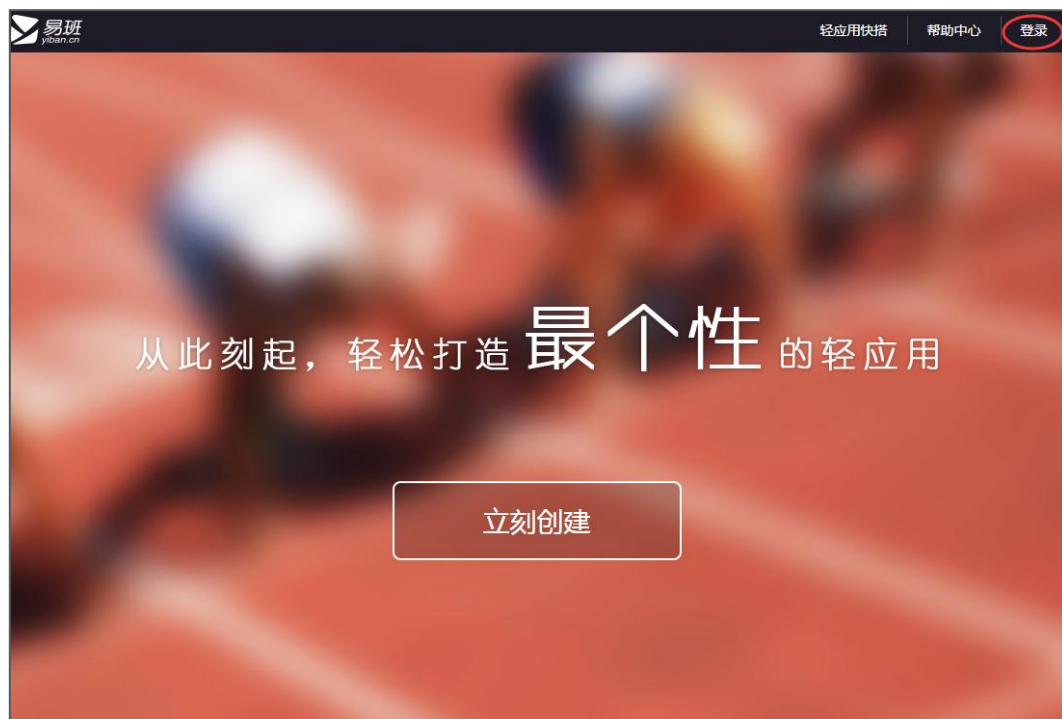 易班
yiban.cn
轻应用快搭 帮助中心 登录
从此刻起，轻松打造最个性的轻应用
立刻创建